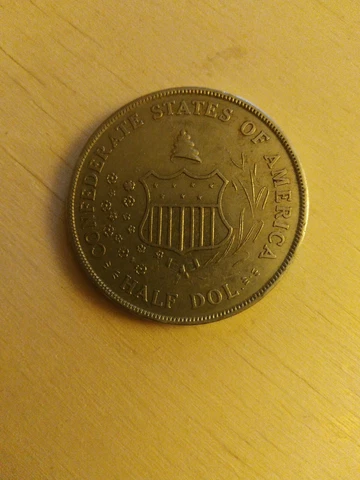 CONFEDERATE STATES OF AMERICA
HALF DOL.